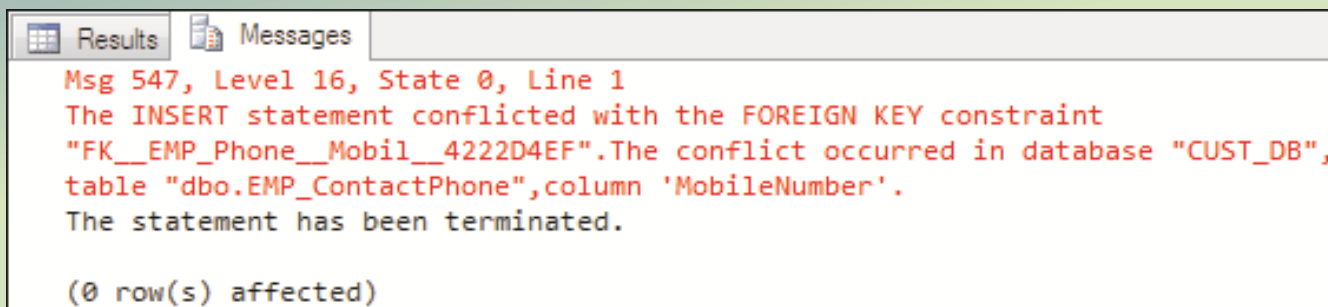 Results Messages
Msg 547, Level 16, State 0, Line 1
The INSERT statement conflicted with the FOREIGN KEY constraint
"FK__EMP_Phone__Mobil__4222D4EF".The conflict occurred in database "CUST_DB",
table "dbo.EMP_ContactPhone",column 'MobileNumber'.
The statement has been terminated.
(0 row(s) affected)